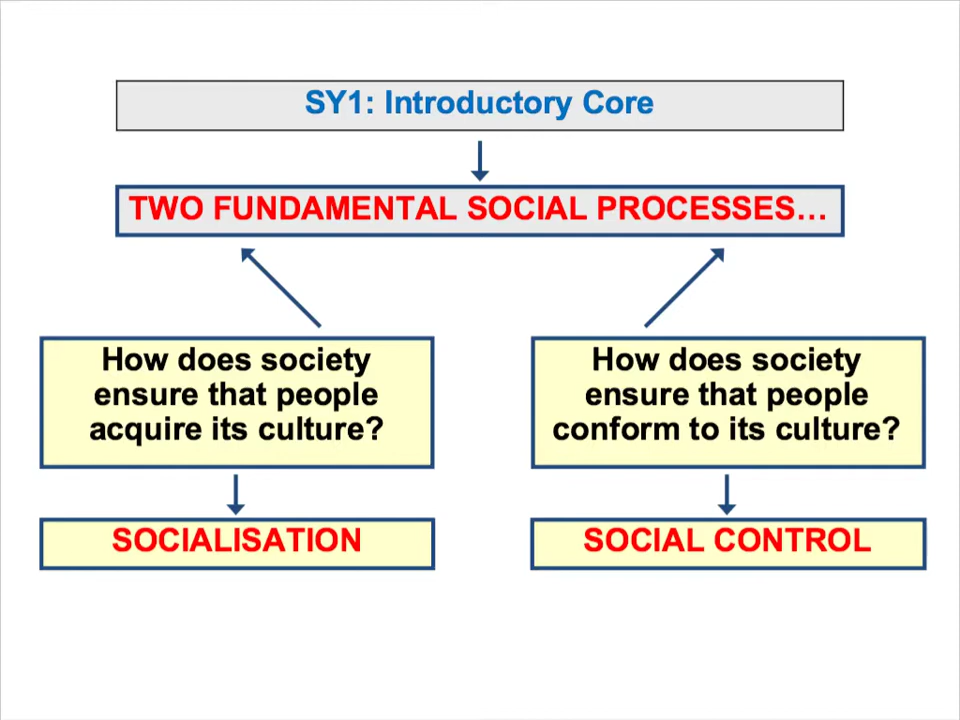 SY1: Introductory Core
TWO FUNDAMENTAL SOCIAL PROCESSES…
How does society
ensure that people
acquire its culture?
How does society
ensure that people
conform to its culture?
SOCIALISATION
SOCIAL CONTROL